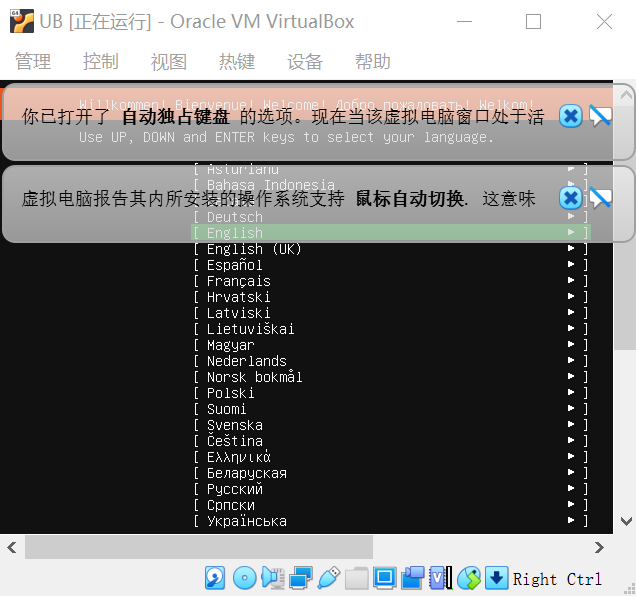 UB [正在运行] - Oracle VM VirtualBox
管理 控制 视图 热键 设备 帮助
Willkommen! Bienvenue! Welcome! Добро пожаловать! Welkom!
你已打开了 自动独占键盘 的选项。现在当该虚拟电脑窗口处于活
Use UP, DOWN and ENTER keys to select your language.
[ Asturianu ]
[ Bahasa Indonesia ]
虚拟电脑报告其内所安装的操作系统支持 鼠标自动切换. 这意味
[ Deutsch ]
[ English ]
[ English (UK) ]
[ Español ]
[ Français ]
[ Hrvatski ]
[ Latviski ]
[ Lietuviškai ]
[ Magyar ]
[ Nederlands ]
[ Norsk bokmål ]
[ Polski ]
[ Suomi ]
[ Svenska ]
[ Čeština ]
[ Ελληνικά ]
[ Беларуская ]
[ Русский ]
[ Српски ]
[ Українська ]
Right Ctrl